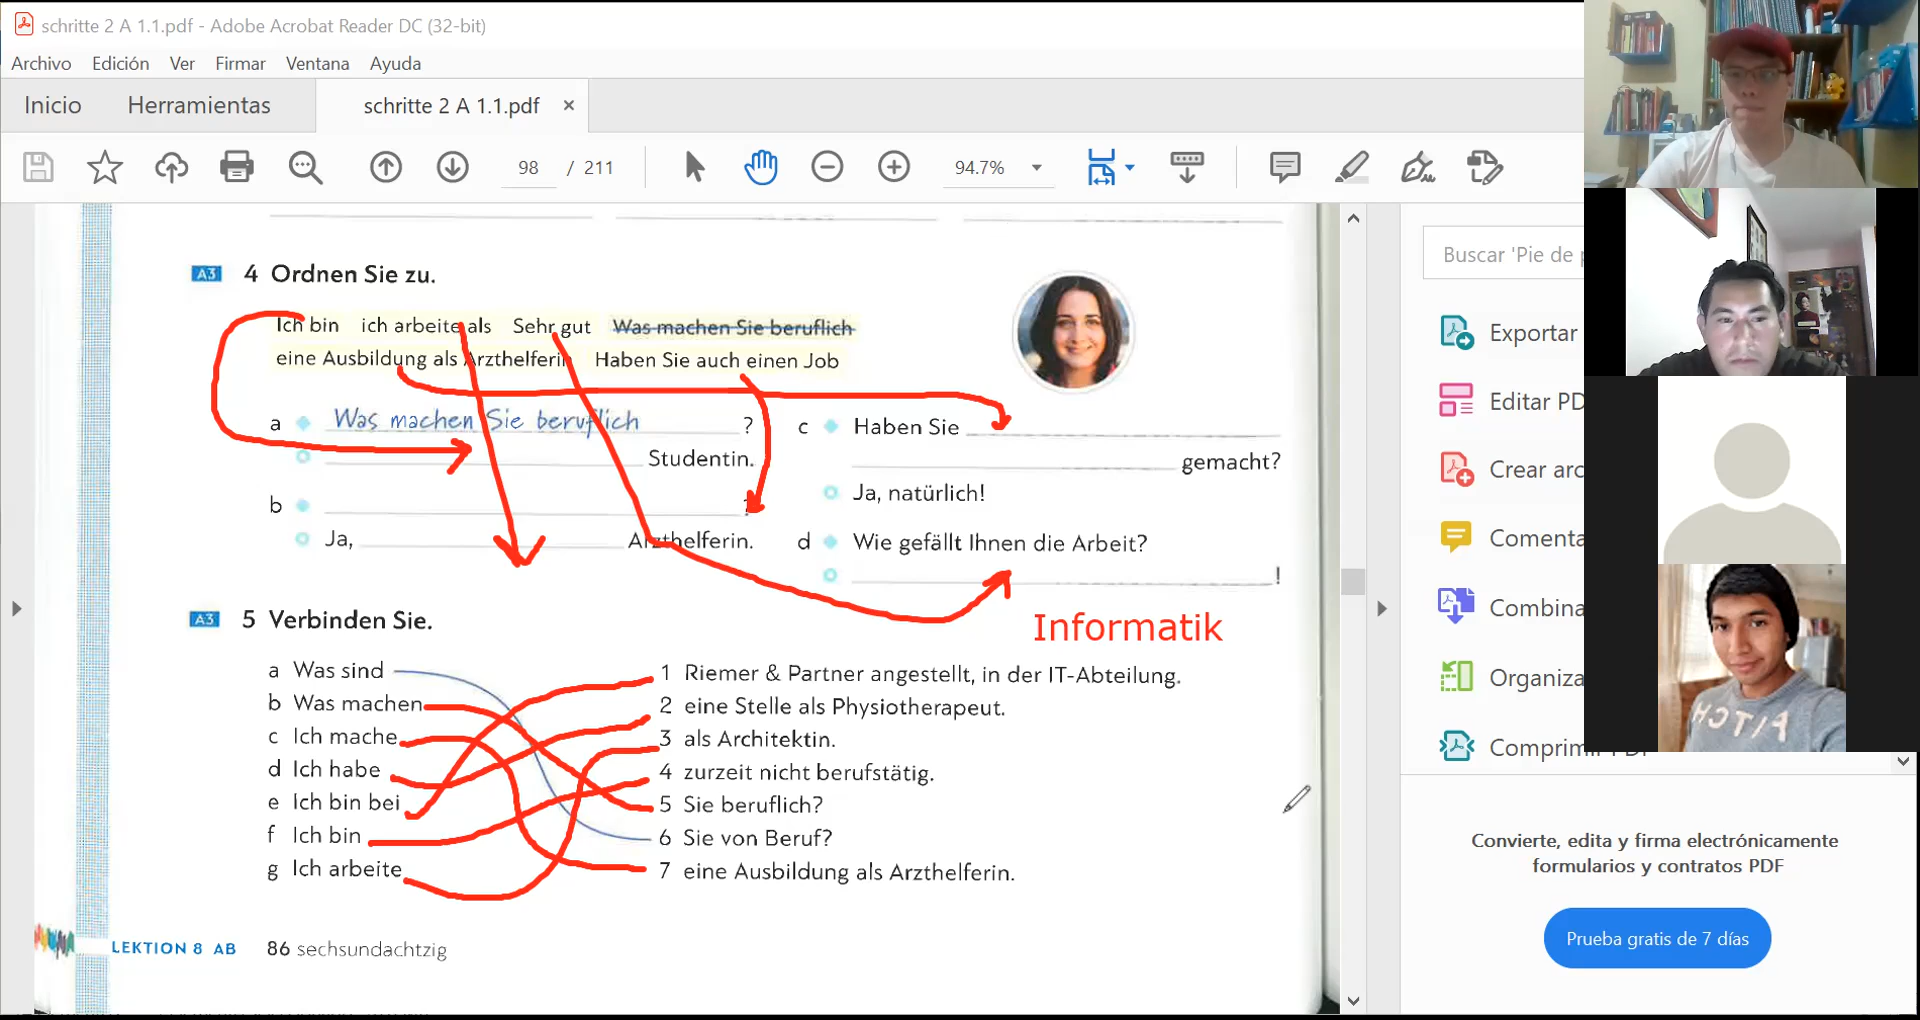 schritte 2 A 1.1.pdf - Adobe Acrobat Reader DC (32-bit)
Archivo Edición Ver Firmar Ventana Ayuda
Inicio Herramientas schritte 2 A 1.1.pdf ×
98 / 211 94.7%
A3 4 Ordnen Sie zu.
Ich bin ich arbeite als Sehr gut Was machen Sie beruflich
eine Ausbildung als Arzthelferin Haben Sie auch einen Job
a Was machen Sie beruflich ?
Studentin.
b ?
Ja, Arzthelferin.
c Haben Sie
gemacht?
Ja, natürlich!
d Wie gefällt Ihnen die Arbeit?
!
Informatik
A3 5 Verbinden Sie.
a Was sind
b Was machen
c Ich mache
d Ich habe
e Ich bin bei
f Ich bin
g Ich arbeite
1 Riemer & Partner angestellt, in der IT-Abteilung.
2 eine Stelle als Physiotherapeut.
3 als Architektin.
4 zurzeit nicht berufstätig.
5 Sie beruflich?
6 Sie von Beruf?
7 eine Ausbildung als Arzthelferin.
LEKTION 8 AB 86 sechsundachtzig
Buscar 'Pie de
Exportar
Editar PD
Crear arc
Comenta
Combina
Organiza
Comprimir PDF
Convierte, edita y firma electrónicamente
formularios y contratos PDF
Prueba gratis de 7 días